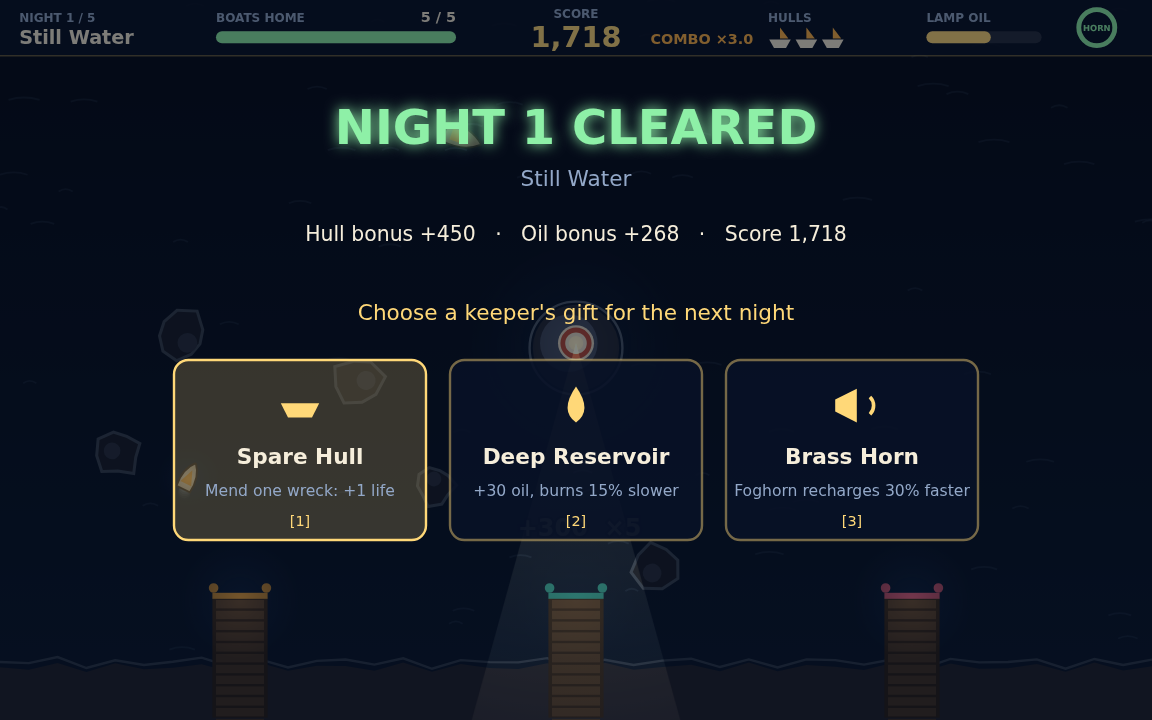 NIGHT 1 / 5
Still Water
BOATS HOME
5 / 5
SCORE
1,718
COMBO ×3.0
HULLS
LAMP OIL
HORN
NIGHT 1 CLEARED
Still Water
Hull bonus +450 · Oil bonus +268 · Score 1,718
Choose a keeper's gift for the next night
Spare Hull
Mend one wreck: +1 life
[1]
Deep Reservoir
+30 oil, burns 15% slower
[2]
Brass Horn
Foghorn recharges 30% faster
[3]